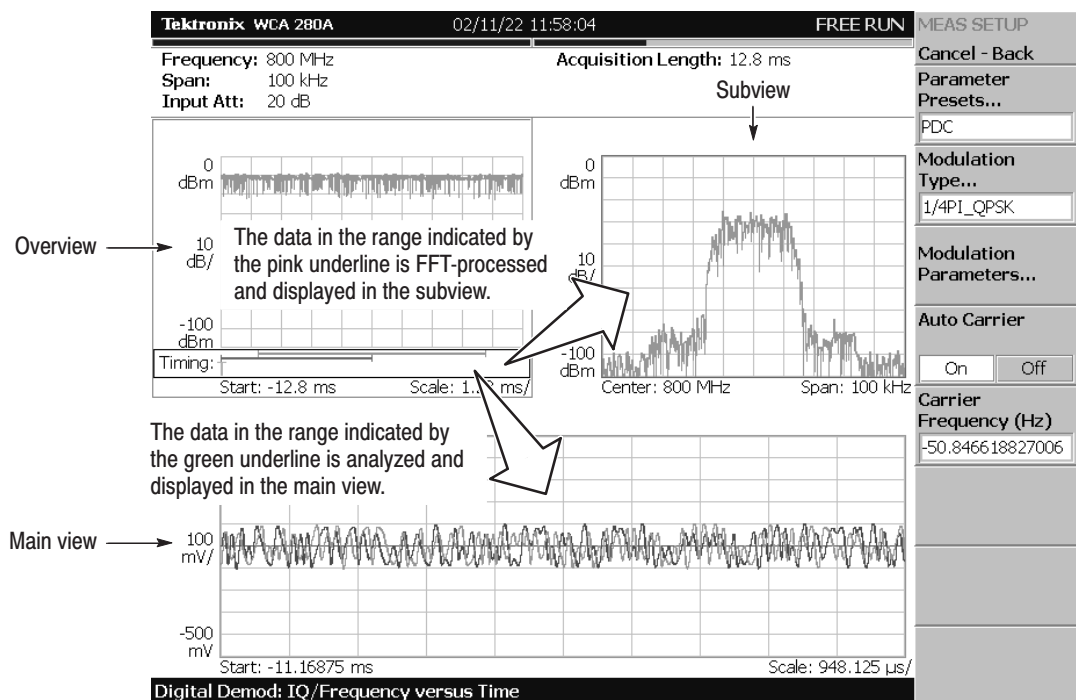 Tektronix WCA 280A 02/11/22 11:58:04 FREE RUN
Frequency: 800 MHz
Span: 100 kHz
Input Att: 20 dB
Acquisition Length: 12.8 ms
Subview
Overview
0
dBm
10
dB/
-100
dBm
Timing:
Start: -12.8 ms
Scale: 1. ms/
The data in the range indicated by
the pink underline is FFT-processed
and displayed in the subview.
0
dBm
10
dB/
-100
dBm
Center: 800 MHz
Span: 100 kHz
The data in the range indicated by
the green underline is analyzed and
displayed in the main view.
Main view
100
mV/
-500
mV
Start: -11.16875 ms
Scale: 948.125 µs/
Digital Demod: IQ/Frequency versus Time
MEAS SETUP
Cancel - Back
Parameter
Presets...
PDC
Modulation
Type...
1/4PI_QPSK
Modulation
Parameters...
Auto Carrier
On Off
Carrier
Frequency (Hz)
-50.846618827006